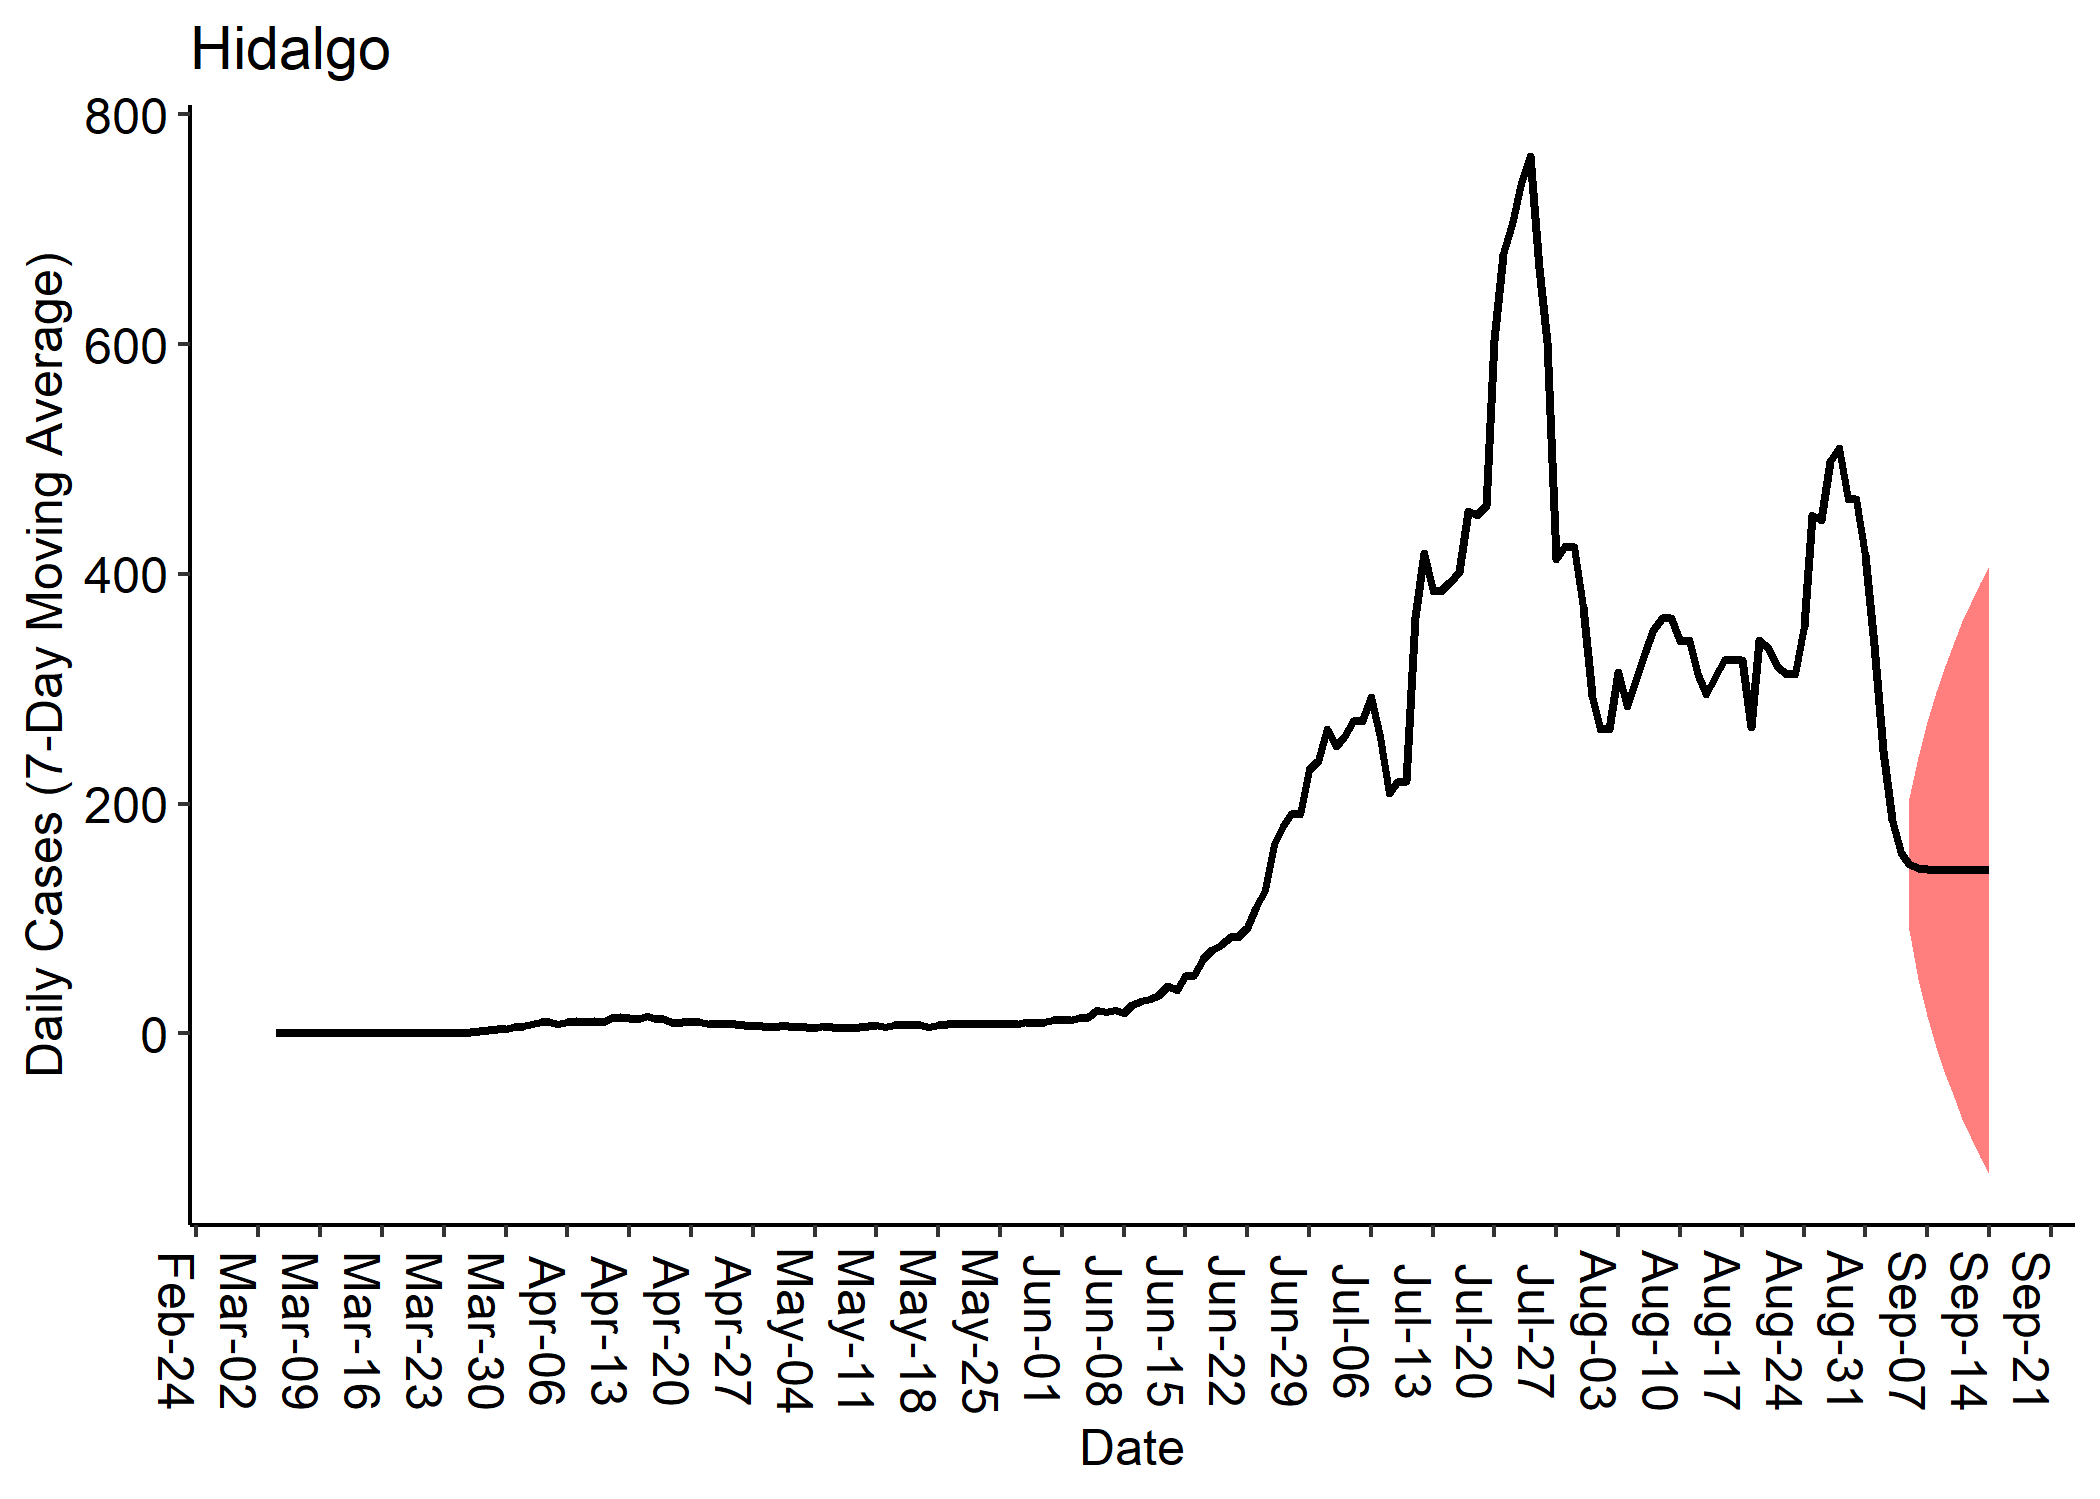 Hidalgo
Daily Cases (7-Day Moving Average)
800
600
400
200
0
Feb-24
Mar-02
Mar-09
Mar-16
Mar-23
Mar-30
Apr-06
Apr-13
Apr-20
Apr-27
May-04
May-11
May-18
May-25
Jun-01
Jun-08
Jun-15
Jun-22
Jun-29
Jul-06
Jul-13
Jul-20
Jul-27
Aug-03
Aug-10
Aug-17
Aug-24
Aug-31
Sep-07
Sep-14
Sep-21
Date